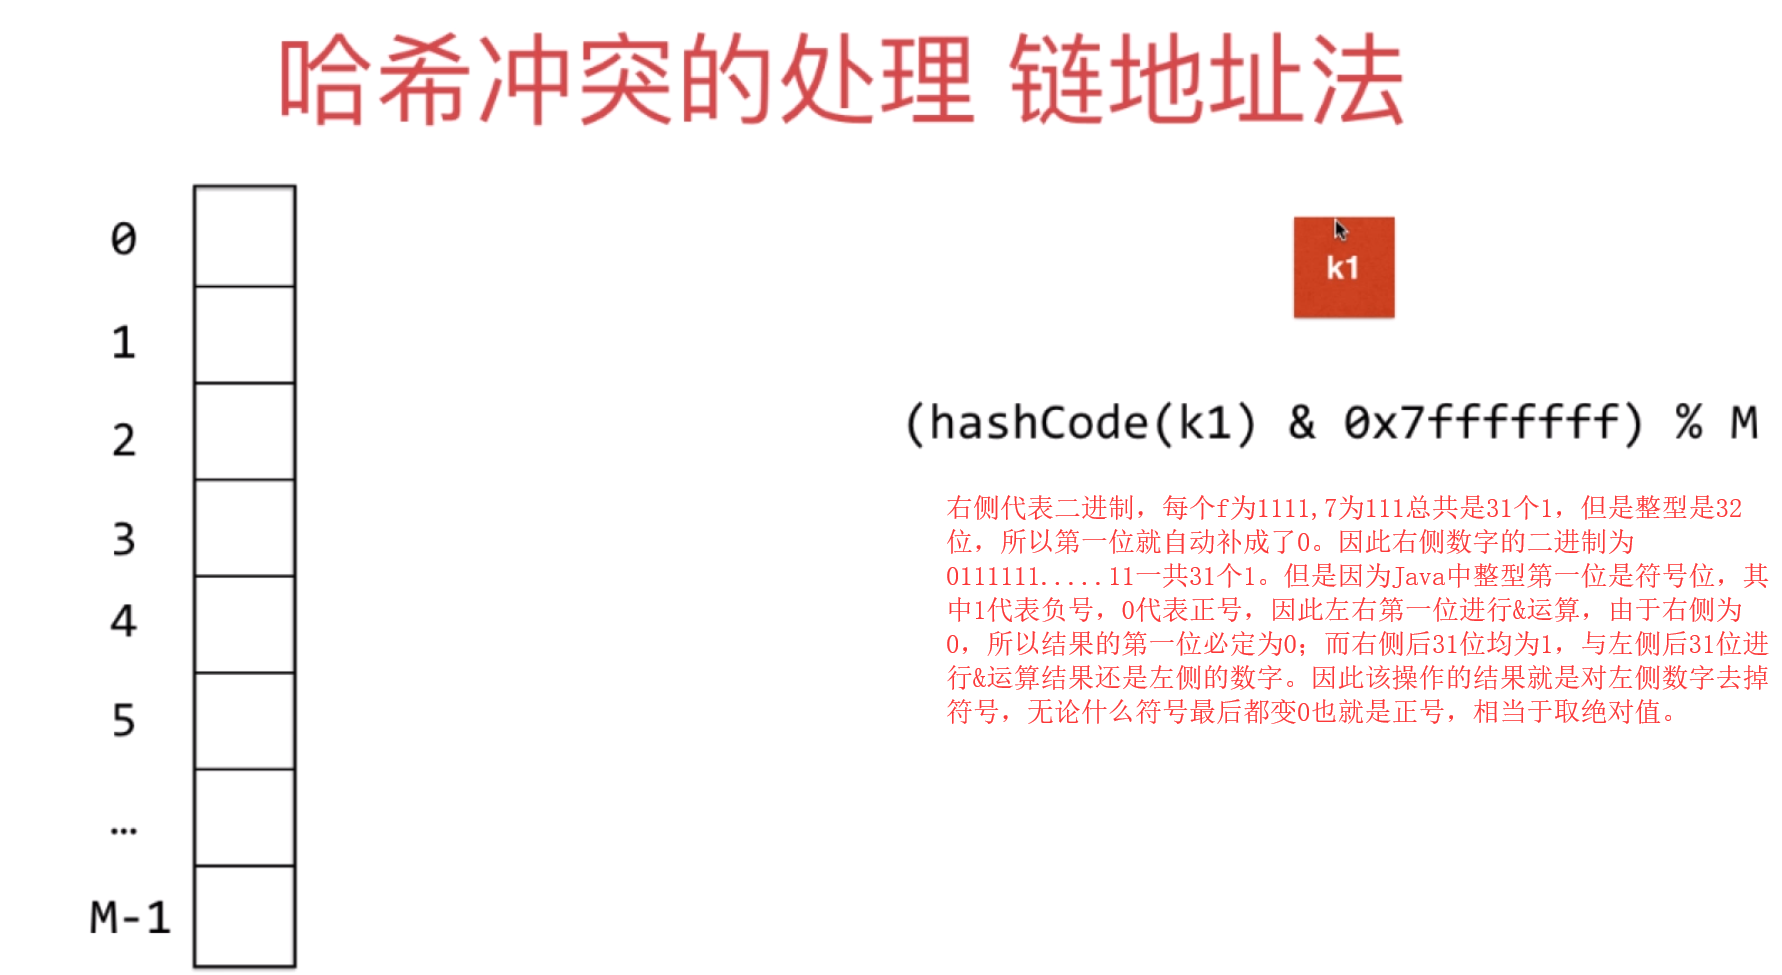 哈希冲突的处理 链地址法
0
1
2
3
4
5
…
M-1
k1
(hashCode(k1) & 0x7fffffff) % M
右侧代表二进制，每个f为1111,7为111总共是31个1，但是整型是32
位，所以第一位就自动补成了0。因此右侧数字的二进制为
0111111.....11一共31个1。但是因为Java中整型第一位是符号位，其
中1代表负号，0代表正号，因此左右第一位进行&运算，由于右侧为
0，所以结果的第一位必定为0；而右侧后31位均为1，与左侧后31位进
行&运算结果还是左侧的数字。因此该操作的结果就是对左侧数字去掉
符号，无论什么符号最后都变0也就是正号，相当于取绝对值。